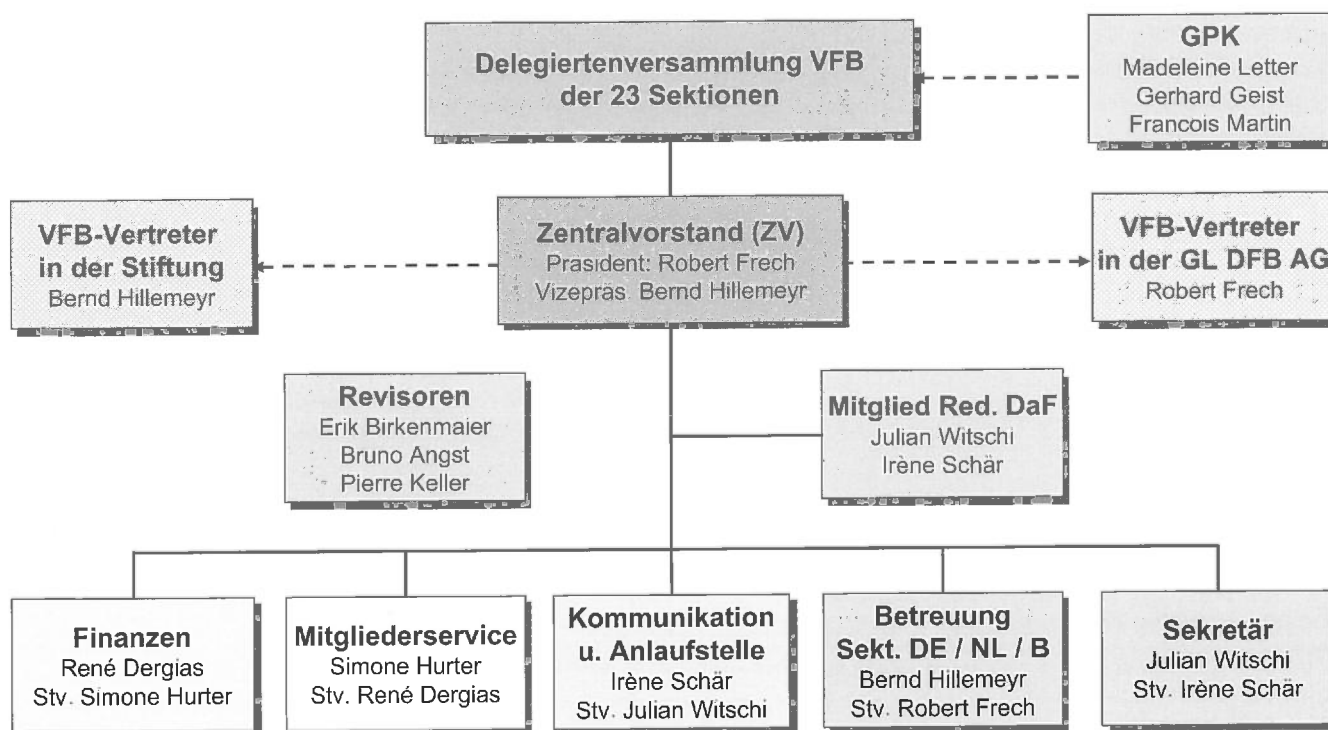 Delegiertenversammlung VFB
der 23 Sektionen
GPK
Madeleine Letter
Gerhard Geist
Francois Martin
VFB-Vertreter
in der Stiftung
Bernd Hillemeyr
Zentralvorstand (ZV)
Prasident: Robert Frech
Vizepräs. Bernd Hillemeyr
VFB-Vertreter
in der GL DFB AG
Robert Frech
Revisoren
Erik Birkenmaier
Bruno Angst
Pierre Keller
Mitglied Red. DaF
Julian Witschi
Irène Schär
Finanzen
René Dergias
Stv. Simone Hurter
Mitgliederservice
Simone Hurter
Stv. René Dergias
Kommunikation
u. Anlaufstelle
Irène Schär
Stv. Julian Witschi
Betreuung
Sekt. DE / NL / B
Bernd Hillemeyr
Stv. Robert Frech
Sekretär
Julian Witschi
Stv. Irène Schär